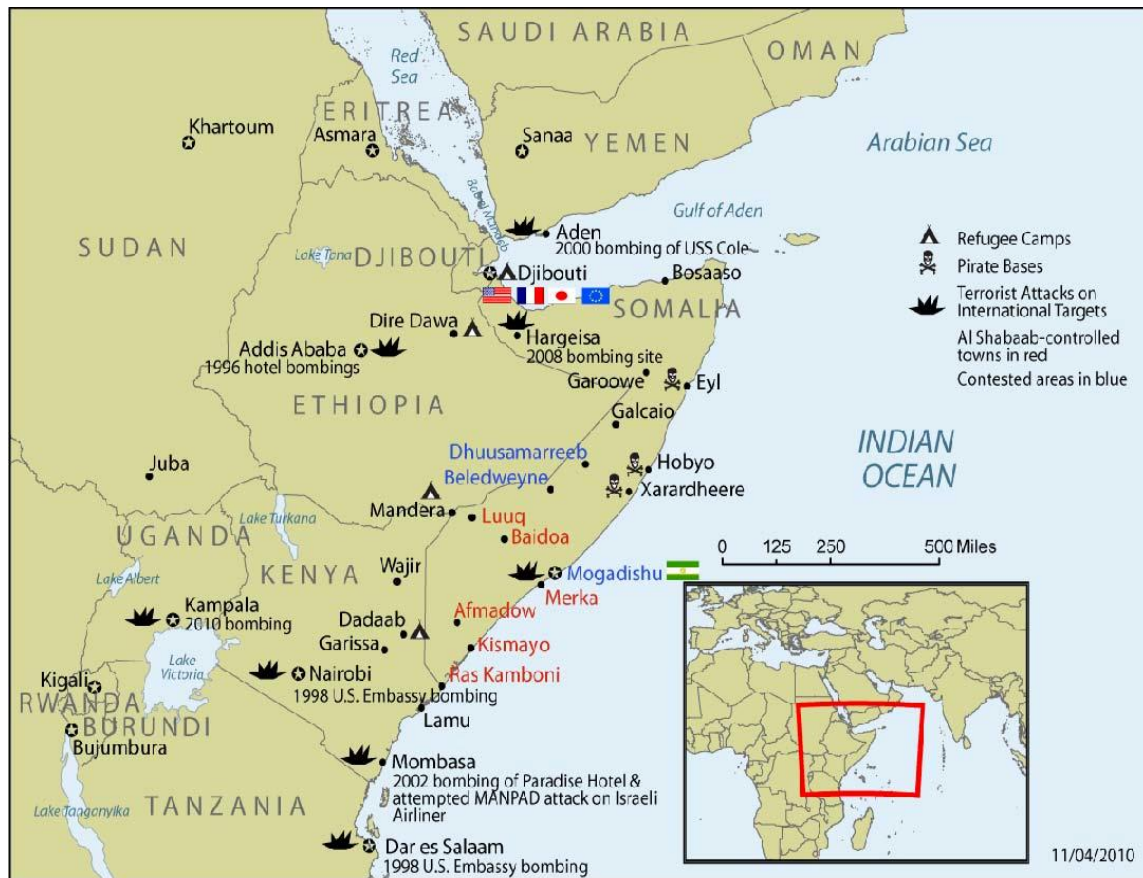 SAUDI ARABIA
OMAN
Red
Sea
ERITREA
Khartoum
Asmara
Sanaa
YEMEN
Arabian Sea
Bab el Mandeb
Gulf of Aden
SUDAN
Lake Tana
DJIBOUTI
Aden
2000 bombing of USS Cole
Djibouti
Bosaaso
SOMALIA
Refugee Camps
Pirate Bases
Terrorist Attacks on
International Targets
Al Shabaab-controlled
towns in red
Contested areas in blue
Dire Dawa
Hargeisa
2008 bombing site
Addis Ababa
1996 hotel bombings
Garoowe
Eyl
ETHIOPIA
Galcaio
INDIAN
OCEAN
Dhuusamarreeb
Beledweyne
Hobyo
Xarardheere
Juba
Mandera
Luuq
Baidoa
Lake Turkana
UGANDA
0 125 250 500 Miles
Lake Albert
KENYA
Wajir
Mogadishu
Merka
Kampala
2010 bombing
Dadaab
Afmadow
Garissa
Kismayo
Lake
Victoria
Nairobi
1998 U.S. Embassy bombing
Ras Kamboni
Kigali
RWANDA
BURUNDI
Bujumbura
Lamu
Mombasa
2002 bombing of Paradise Hotel &
attempted MANPAD attack on Israeli
Airliner
Lake Tanganyika
TANZANIA
Dar es Salaam
1998 U.S. Embassy bombing
11/04/2010